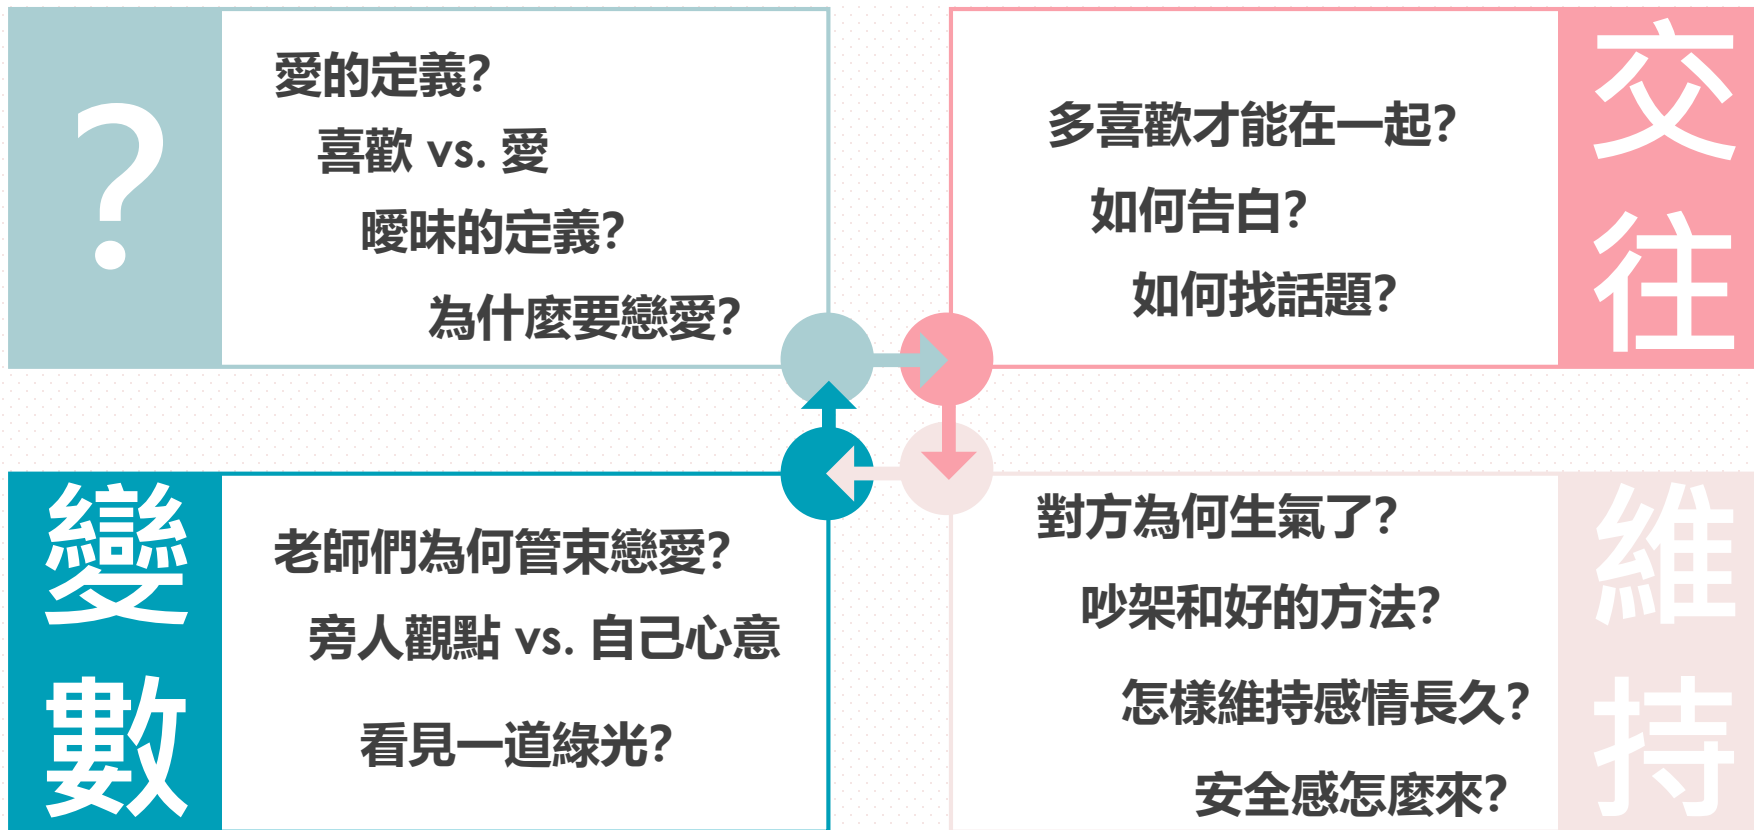 ?
愛的定義?
喜歡 vs. 愛
曖昧的定義?
為什麼要戀愛?
交往
多喜歡才能在一起?
如何告白?
如何找話題?
變數
老師們為何管束戀愛?
旁人觀點 vs. 自己心意
看見一道綠光?
維持
對方為何生氣了?
吵架和好的方法?
怎樣維持感情長久?
安全感怎麼來?